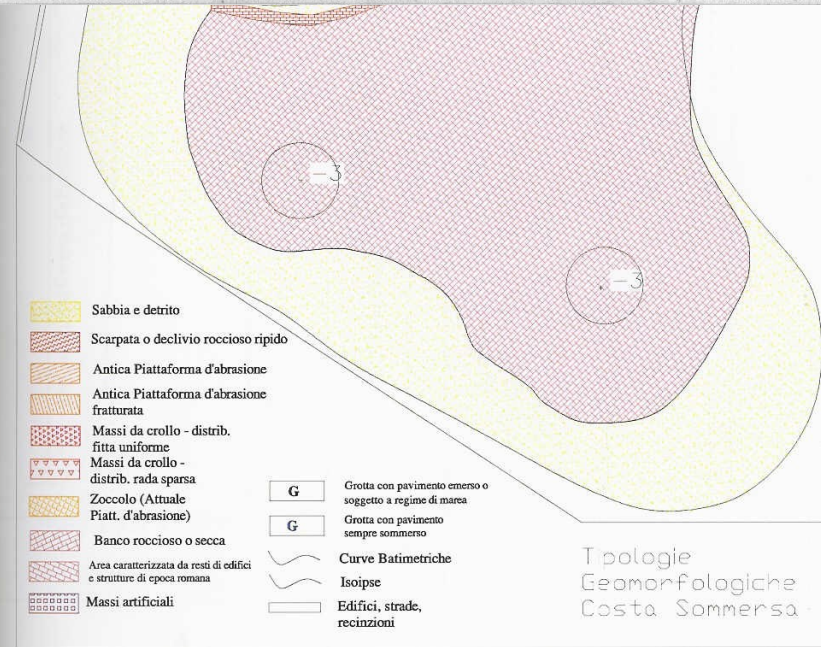 -3
-3
Sabbia e detrito
Scarpata o declivio roccioso ripido
Antica Piattaforma d'abrasione
Antica Piattaforma d'abrasione
fratturata
Massi da crollo - distrib.
fitta uniforme
Massi da crollo -
distrib. rada sparsa
Zoccolo (Attuale
Piatt. d'abrasione)
Banco roccioso o secca
Area caratterizzata da resti di edifici
e strutture di epoca romana
Massi artificiali
G
Grotta con pavimento emerso o
soggetto a regime di marea
G
Grotta con pavimento
sempre sommerso
Curve Batimetriche
Isoipse
Edifici, strade,
recinzioni
Tipologie
Geomorfologiche
Costa Sommersa